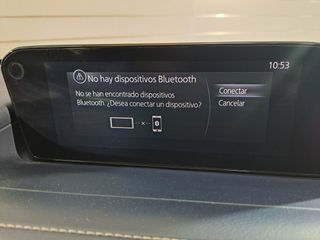 10:53
No hay dispositivos Bluetooth
No se han encontrado dispositivos
Bluetooth. ¿Desea conectar un dispositivo?
Conectar
Cancelar